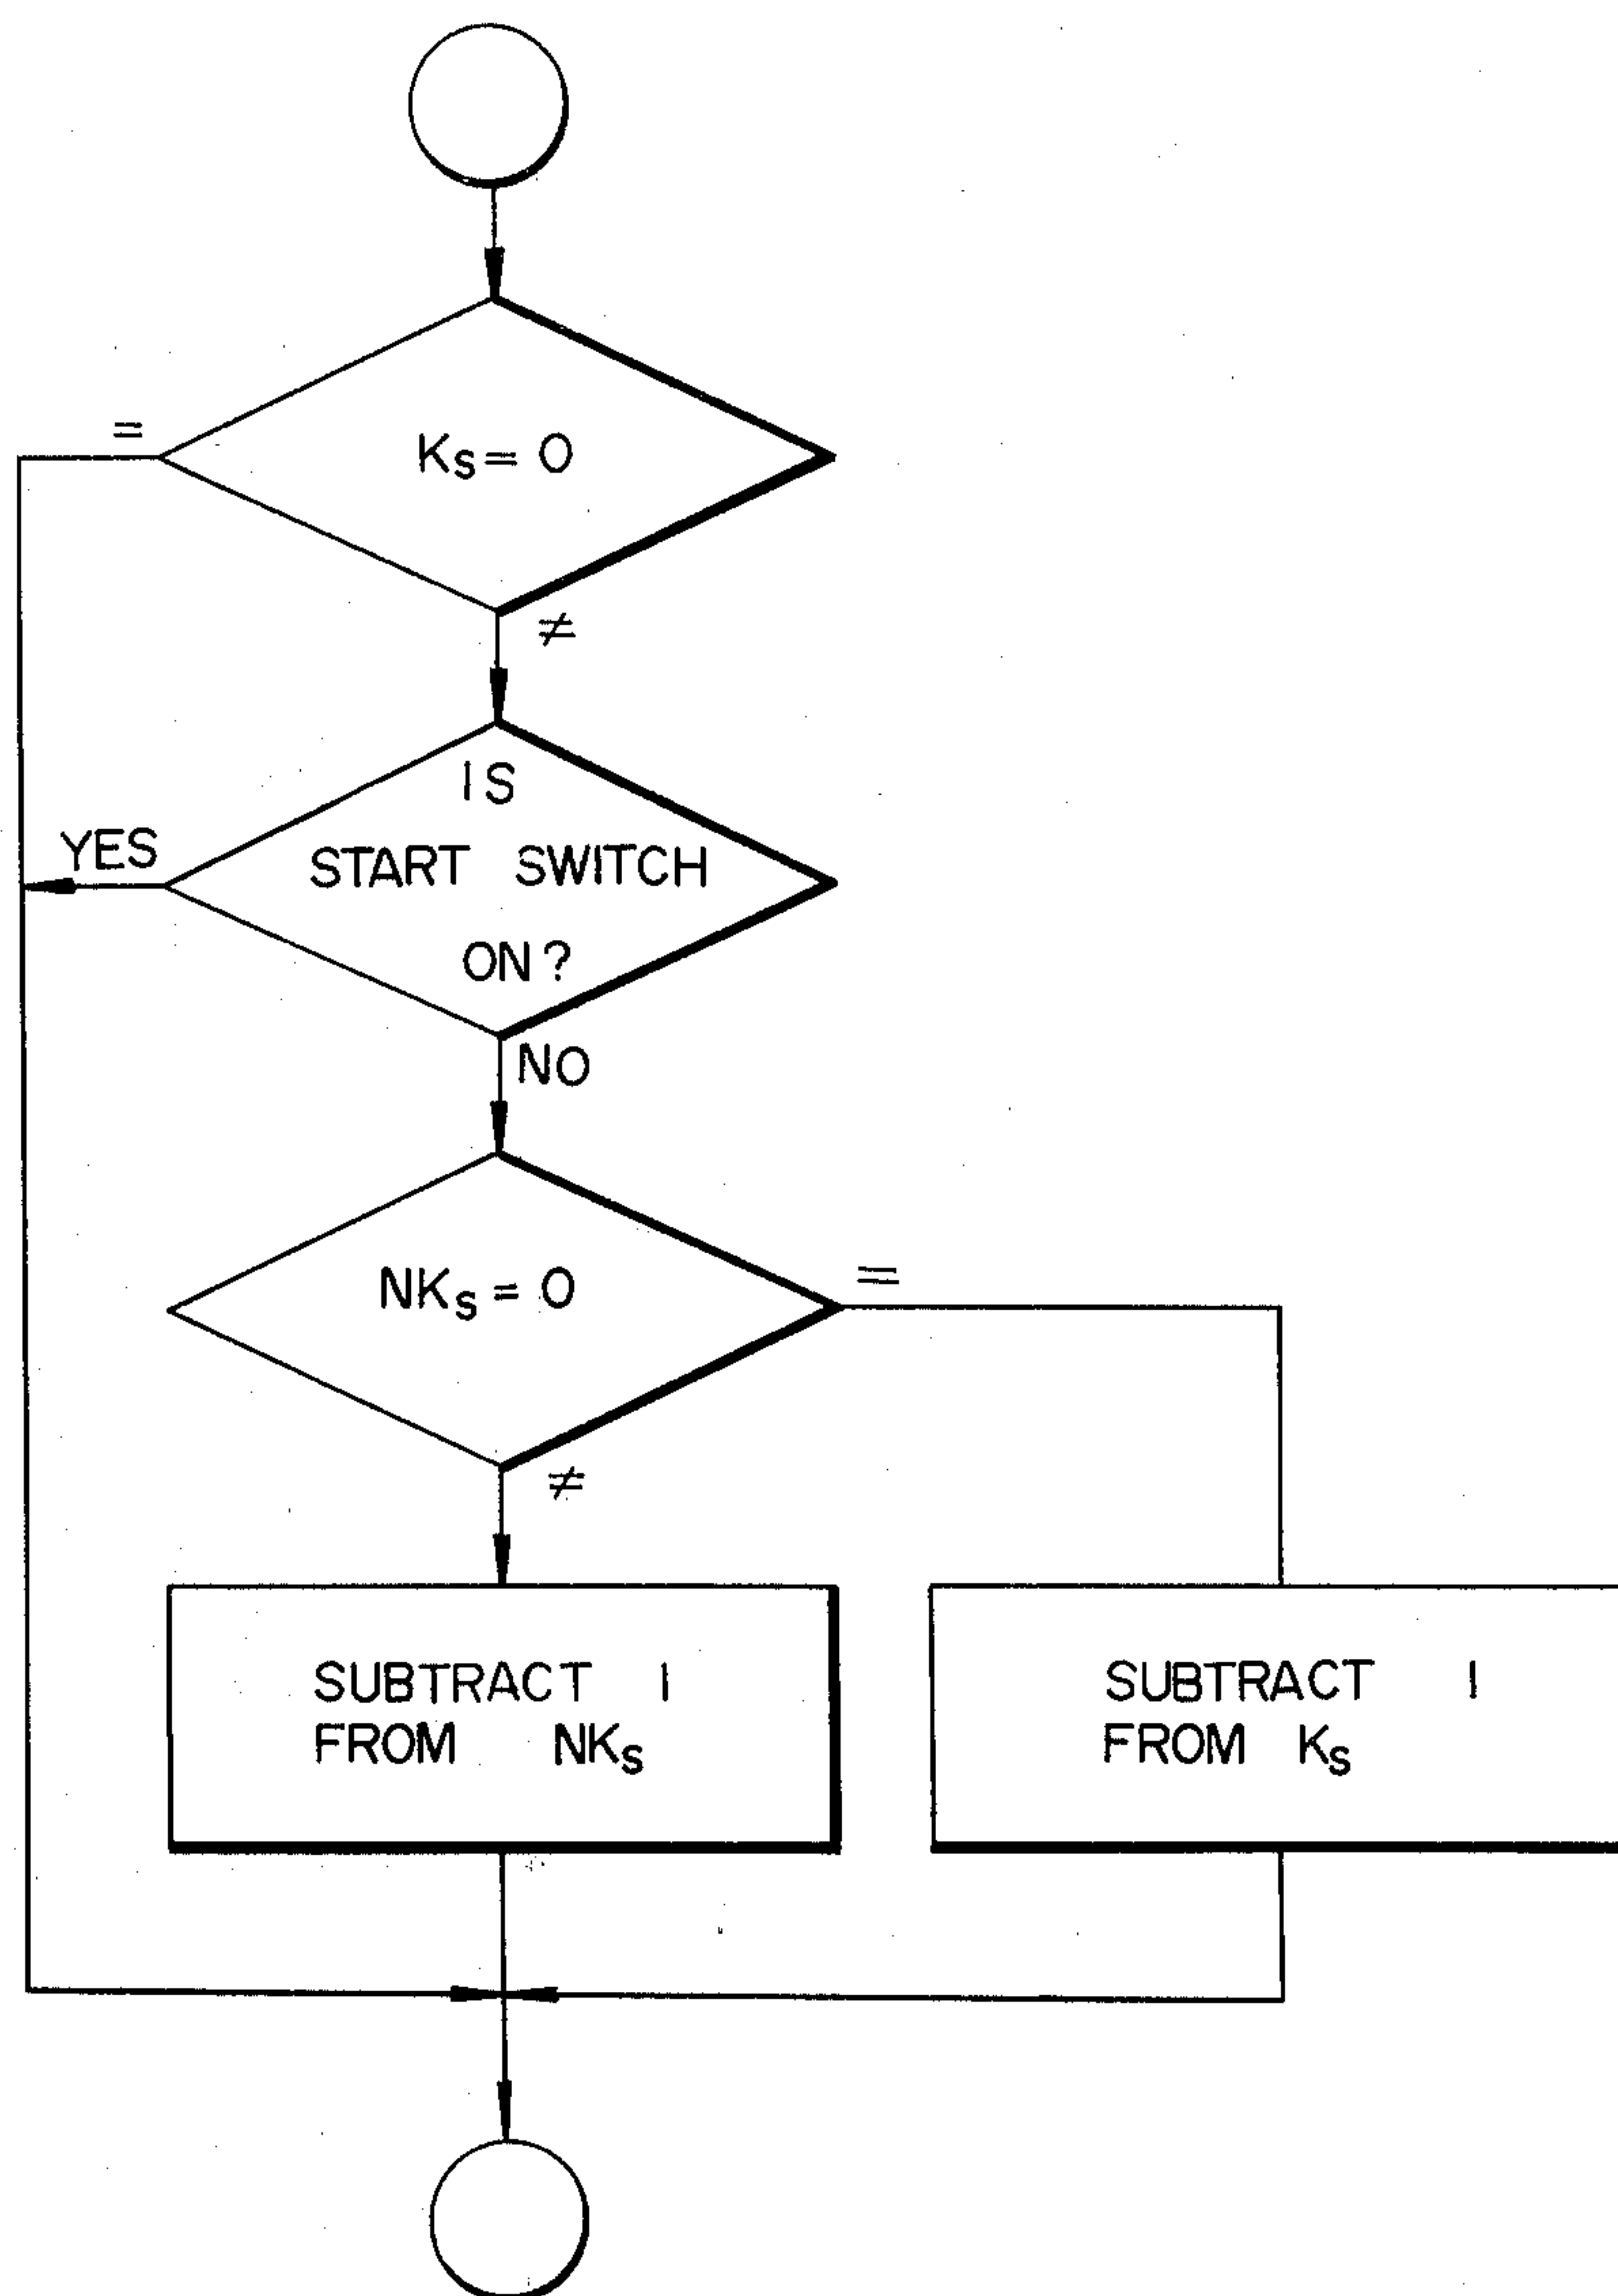 =
Ks = 0
≠
IS
START SWITCH
ON?
YES
NO
NKs = 0
=
≠
SUBTRACT 1
FROM NKs
SUBTRACT 1
FROM Ks